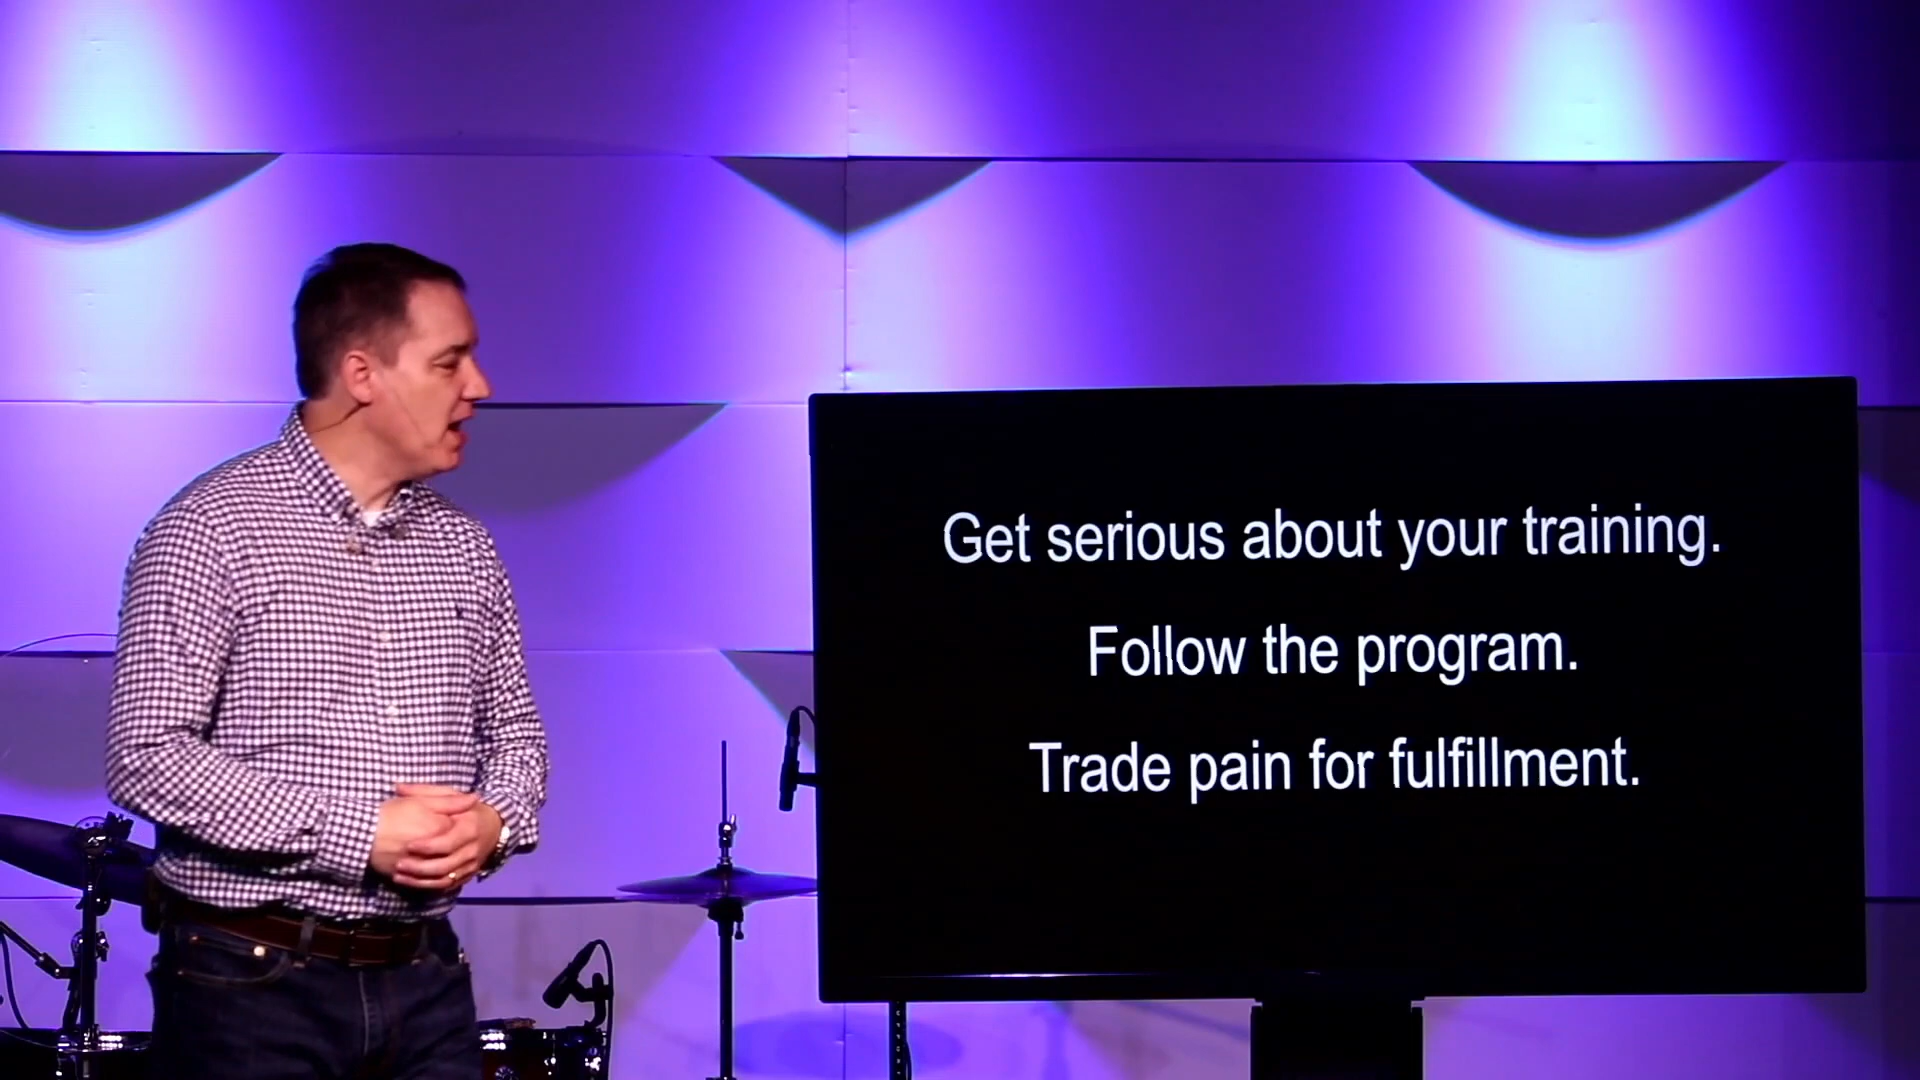 Get serious about your training.
Follow the program.
Trade pain for fulfillment.